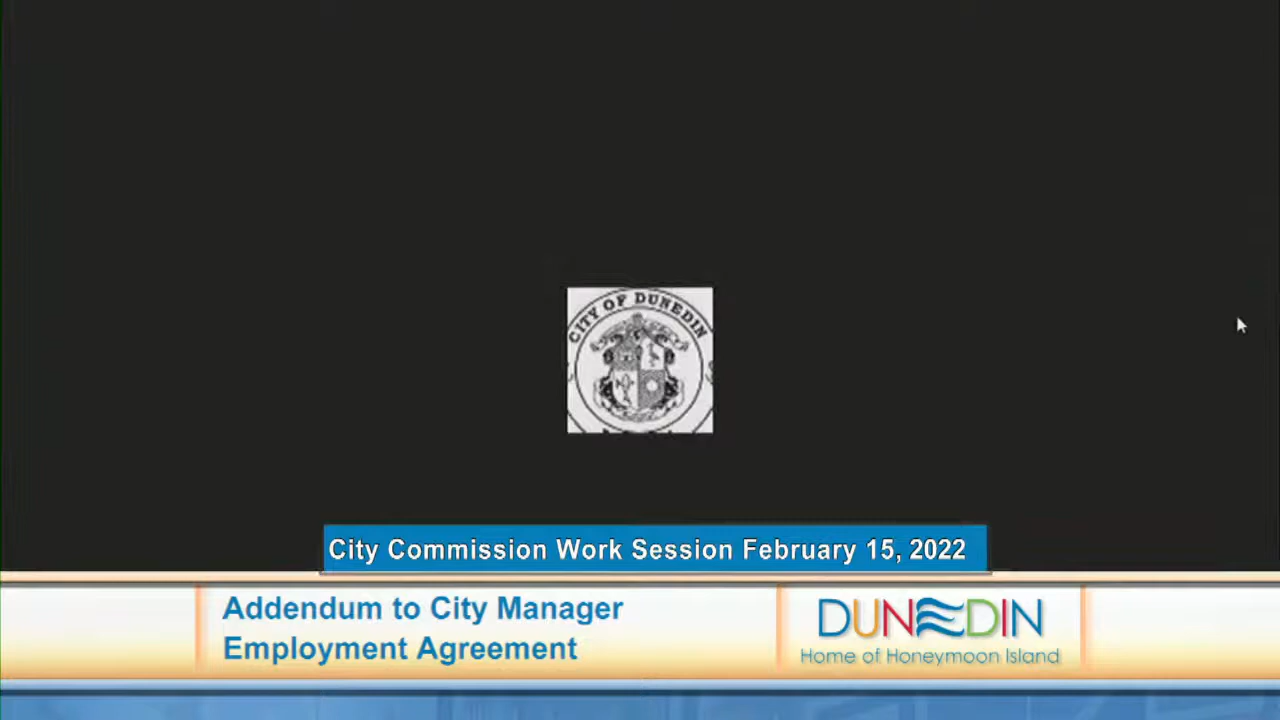 CITY OF DUNEDIN
City Commission Work Session February 15, 2022
Addendum to City Manager
Employment Agreement
DUNEDIN
Home of Honeymoon Island